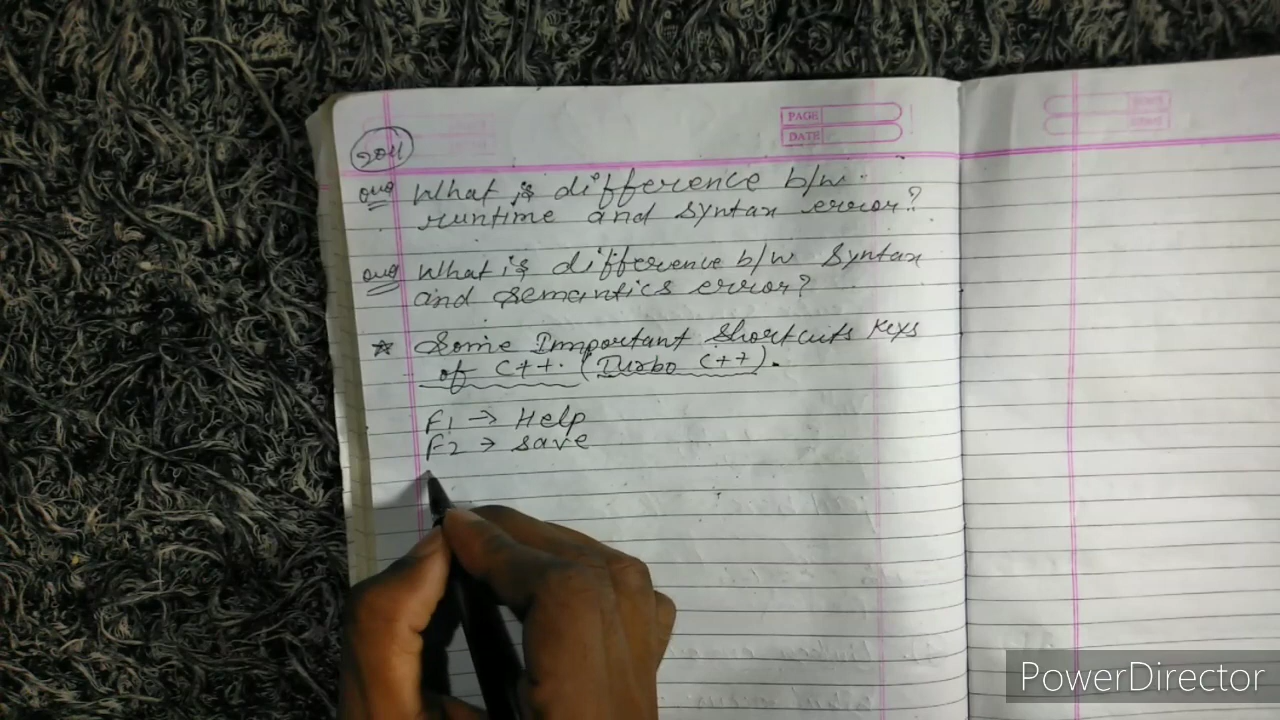 PAGE
DATE
2011
Que What is difference b/w
runtime and syntax error?
Que What is difference b/w Syntax
and Semantics error?
☆ Some Important Shortcuts Keys
of C++. (Turbo C++).
F1 → Help
F2 → save
PowerDirector